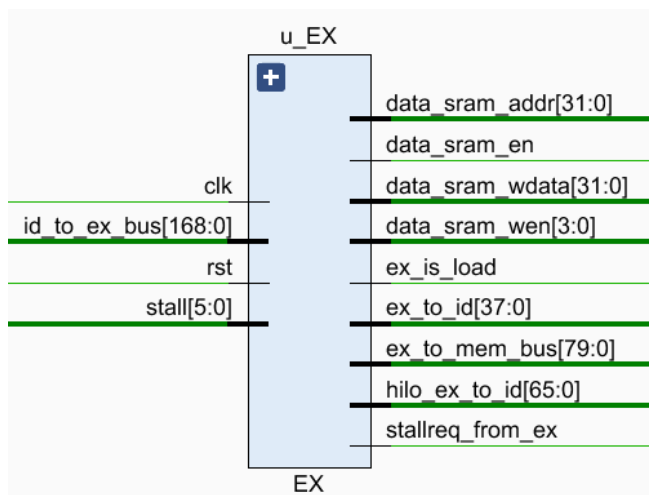 u_EX
clk
id_to_ex_bus[168:0]
rst
stall[5:0]
data_sram_addr[31:0]
data_sram_en
data_sram_wdata[31:0]
data_sram_wen[3:0]
ex_is_load
ex_to_id[37:0]
ex_to_mem_bus[79:0]
hilo_ex_to_id[65:0]
stallreq_from_ex
EX